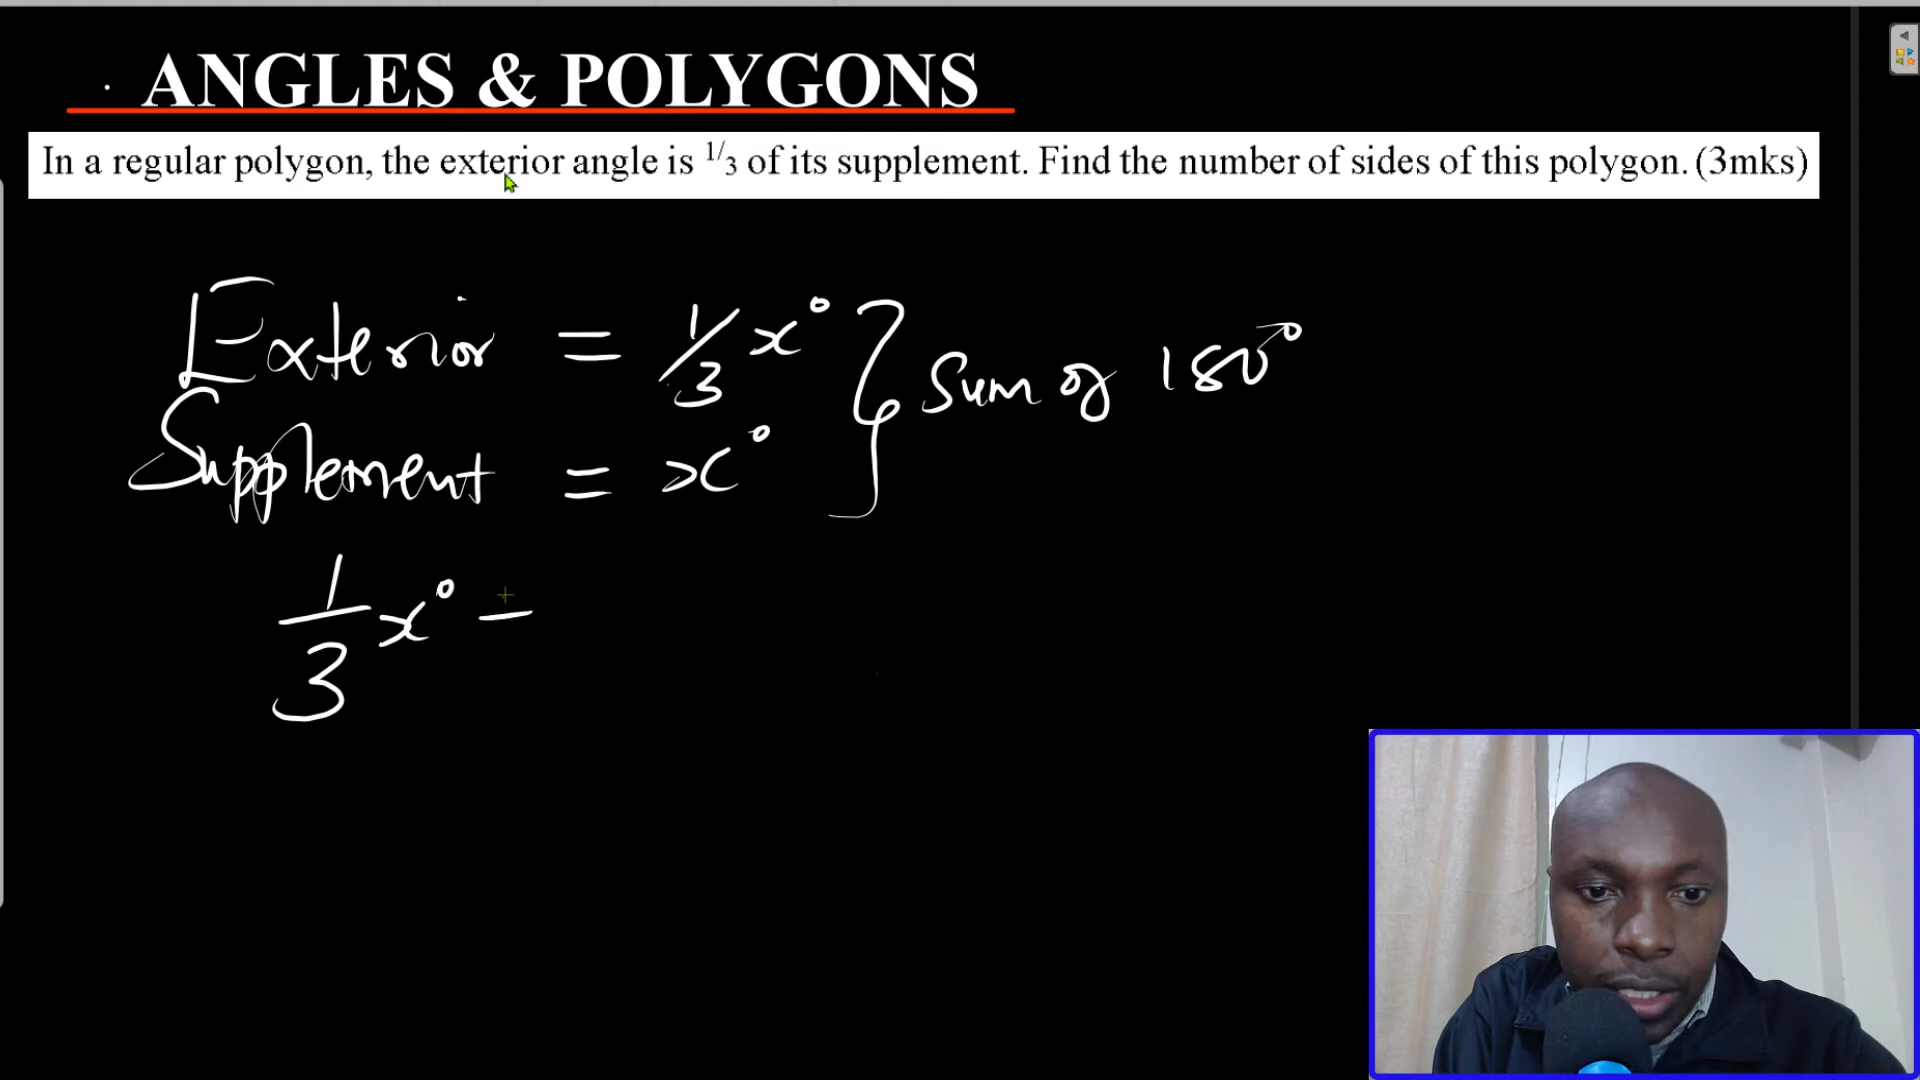 ANGLES & POLYGONS
In a regular polygon, the exterior angle is 1/3 of its supplement. Find the number of sides of this polygon. (3mks)
Exterior = 1/3 x° } Sum of 180°
Supplement = x°
1/3 x° –